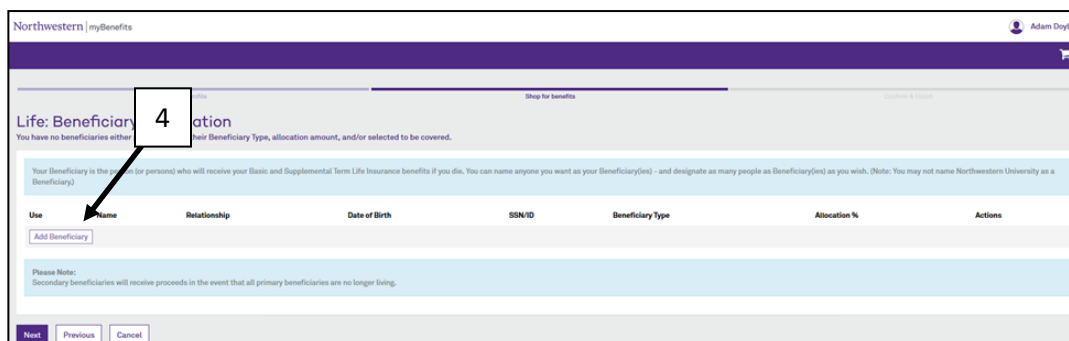 Northwestern | myBenefits
Adam Doyl
Shop for benefits
Confirm & Finish
4
Life: Beneficiary ation
You have no beneficiaries either heir Beneficiary Type, allocation amount, and/or selected to be covered.
Your Beneficiary is the person (or persons) who will receive your Basic and Supplemental Term Life Insurance benefits if you die. You can name anyone you want as your Beneficiary(ies) - and designate as many people as Beneficiary(ies) as you wish. (Note: You may not name Northwestern University as a
Beneficiary.)
Use Name Relationship Date of Birth SSN/ID Beneficiary Type Allocation % Actions
Add Beneficiary
Please Note:
Secondary beneficiaries will receive proceeds in the event that all primary beneficiaries are no longer living.
Next Previous Cancel